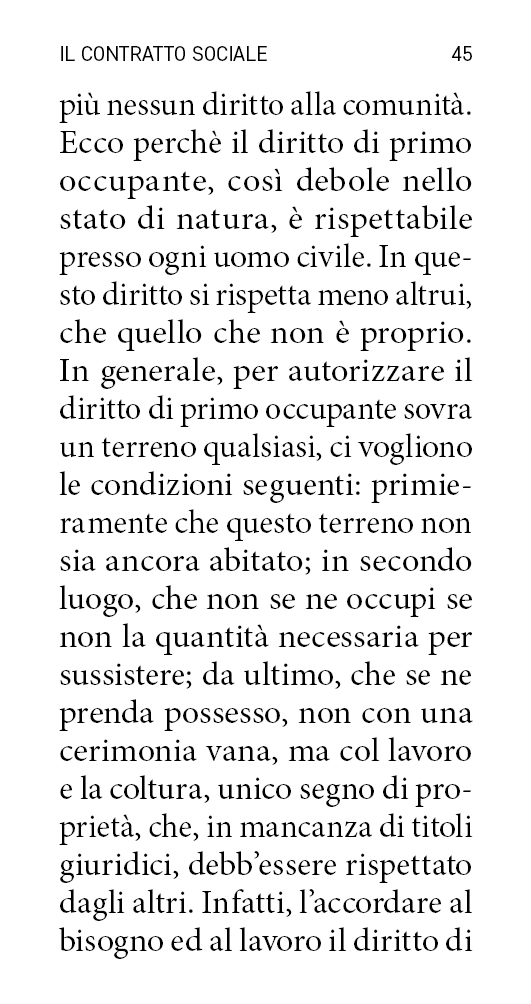 IL CONTRATTO SOCIALE 45
più nessun diritto alla comunità.
Ecco perchè il diritto di primo
occupante, così debole nello
stato di natura, è rispettabile
presso ogni uomo civile. In que-
sto diritto si rispetta meno altrui,
che quello che non è proprio.
In generale, per autorizzare il
diritto di primo occupante sovra
un terreno qualsiasi, ci vogliono
le condizioni seguenti: primie-
ramente che questo terreno non
sia ancora abitato; in secondo
luogo, che non se ne occupi se
non la quantità necessaria per
sussistere; da ultimo, che se ne
prenda possesso, non con una
cerimonia vana, ma col lavoro
e la coltura, unico segno di pro-
prietà, che, in mancanza di titoli
giuridici, debb’essere rispettato
dagli altri. Infatti, l’accordare al
bisogno ed al lavoro il diritto di